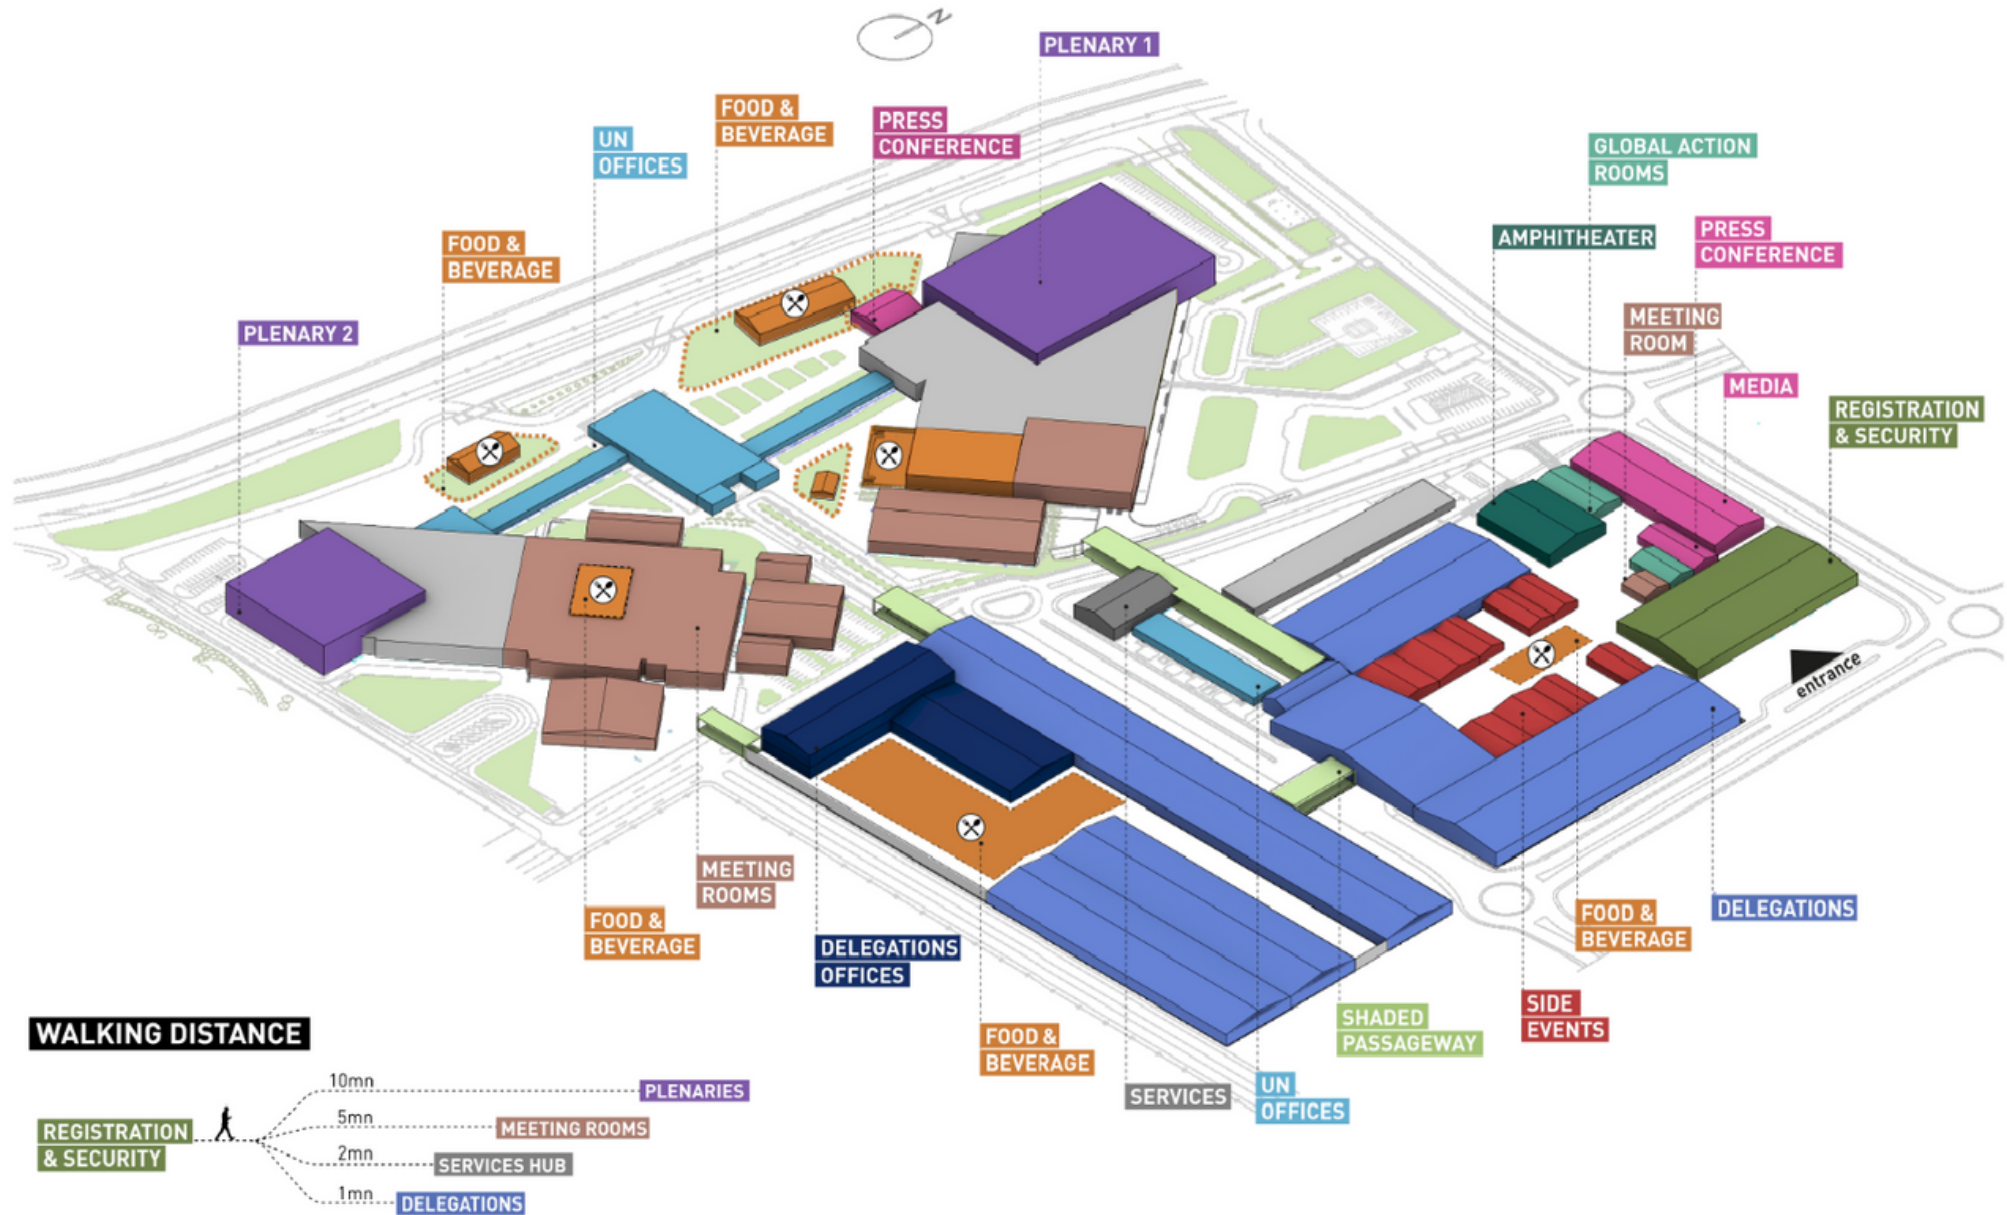 N
PLENARY 1
FOOD &
BEVERAGE
PRESS
CONFERENCE
UN
OFFICES
GLOBAL ACTION
ROOMS
AMPHITHEATER
PRESS
CONFERENCE
FOOD &
BEVERAGE
MEETING
ROOM
PLENARY 2
MEDIA
REGISTRATION
& SECURITY
entrance
MEETING
ROOMS
FOOD &
BEVERAGE
DELEGATIONS
OFFICES
FOOD &
BEVERAGE
DELEGATIONS
SIDE
EVENTS
SHADED
PASSAGEWAY
FOOD &
BEVERAGE
SERVICES
UN
OFFICES
WALKING DISTANCE
REGISTRATION
& SECURITY
10mn
PLENARIES
5mn
MEETING ROOMS
2mn
SERVICES HUB
1mn
DELEGATIONS